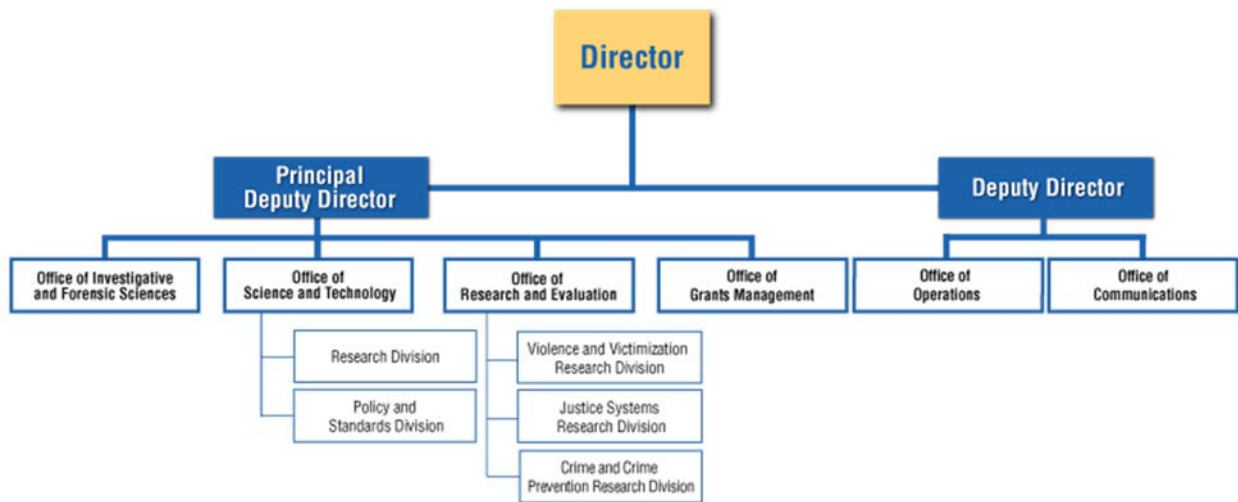 Director
Principal
Deputy Director
Deputy Director
Office of Investigative
and Forensic Sciences
Office of
Science and Technology
Office of
Research and Evaluation
Office of
Grants Management
Office of
Operations
Office of
Communications
Research Division
Policy and
Standards Division
Violence and Victimization
Research Division
Justice Systems
Research Division
Crime and Crime
Prevention Research Division